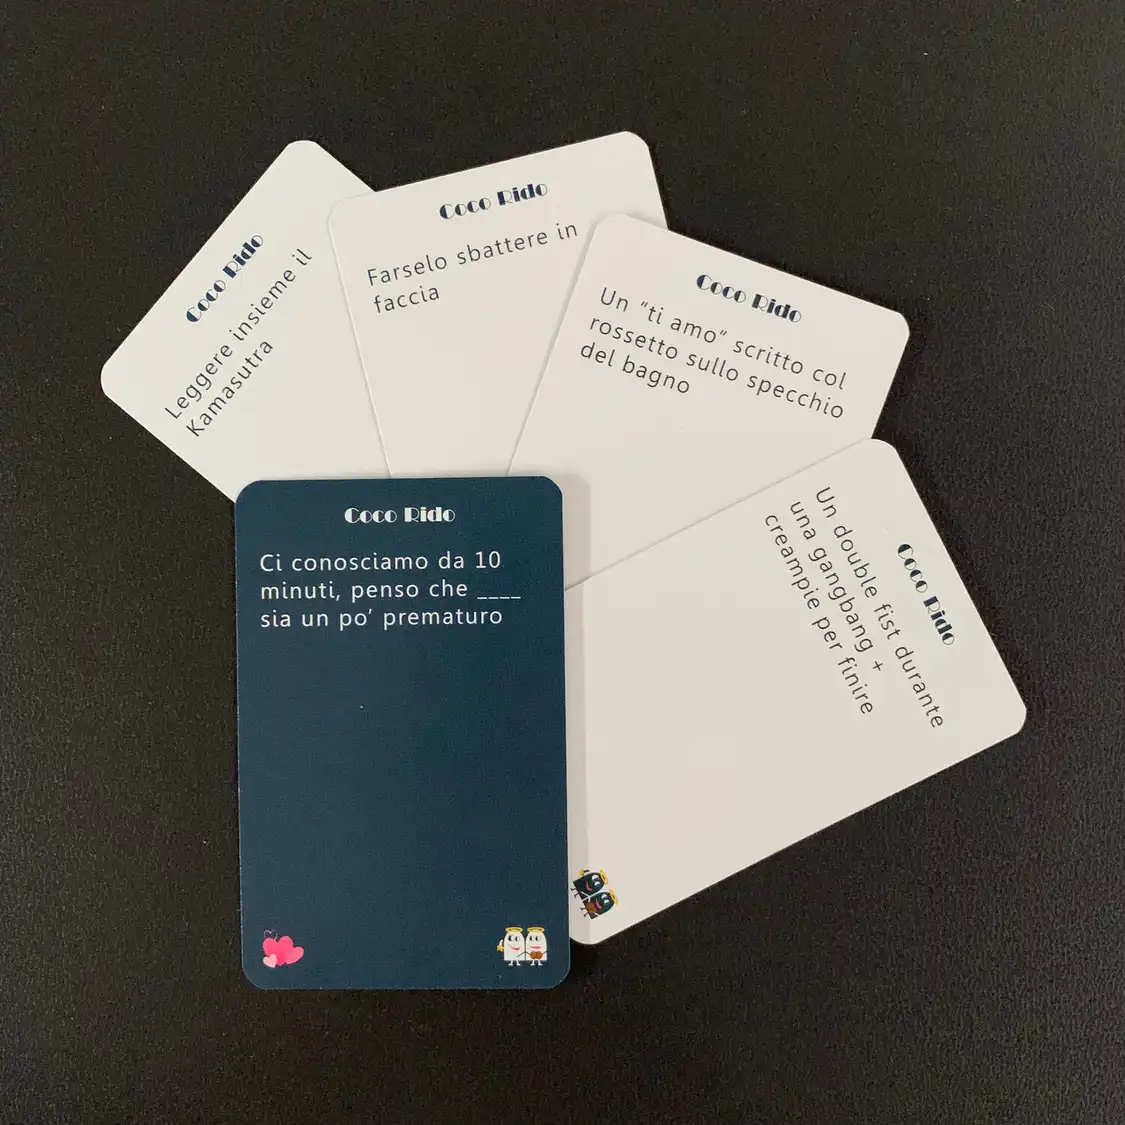 Coco Rido
Leggere insieme il
Kamasutra
Coco Rido
Farselo sbattere in
faccia
Coco Rido
Un “ti amo” scritto col
rossetto sullo specchio
del bagno
Coco Rido
Un double fist durante
una gangbang +
creampie per finire
Coco Rido
Ci conosciamo da 10
minuti, penso che ____
sia un po’ prematuro